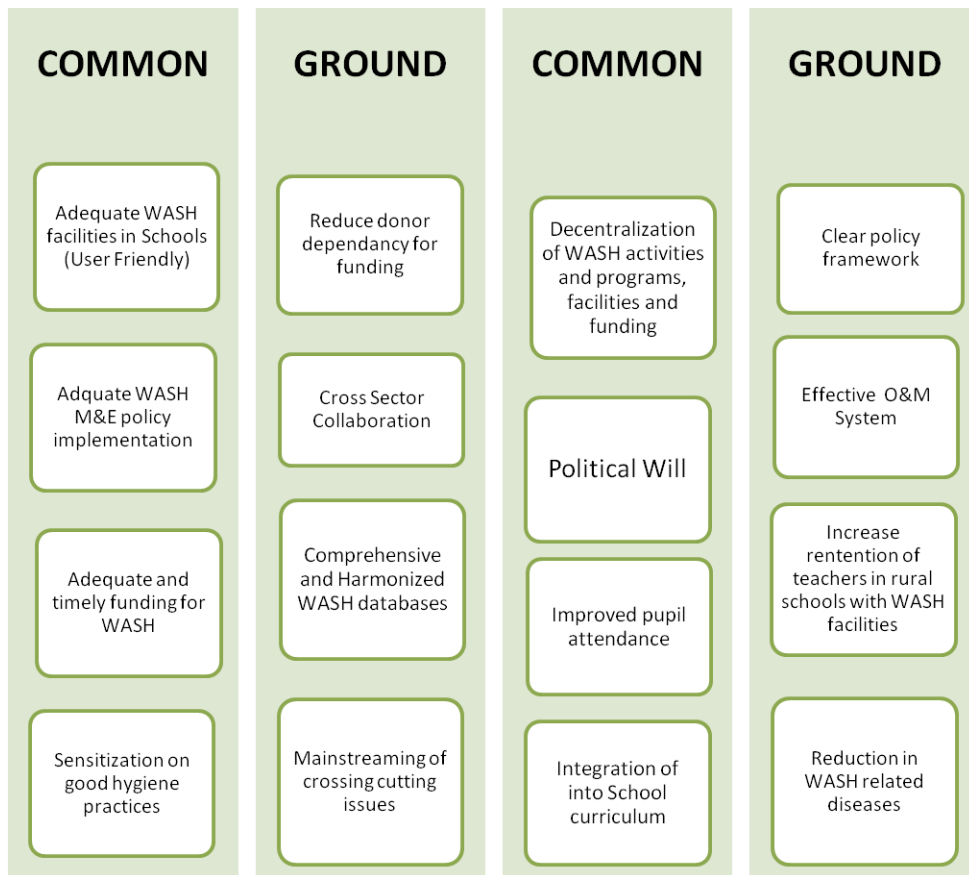 COMMON
Adequate WASH
facilities in Schools
(User Friendly)
Adquate WASH
M&E policy
implementation
Adequate and
timely funding for
WASH
Sensitization on
good hygiene
practices
GROUND
Reduce donor
dependancy for
funding
Cross Sector
Collaboration
Comprehensive
and Harmonized
WASH databases
Mainstreaming of
crossing cutting
issues
COMMON
Decentralization
of WASH activities
and programs,
facilities and
funding
Political Will
Improved pupil
attendance
Integration of
into School
curriculum
GROUND
Clear policy
framework
Effective O&M
System
Increase
rentention of
teachers in rural
schools with WASH
facilities
Reduction in
WASH related
diseases